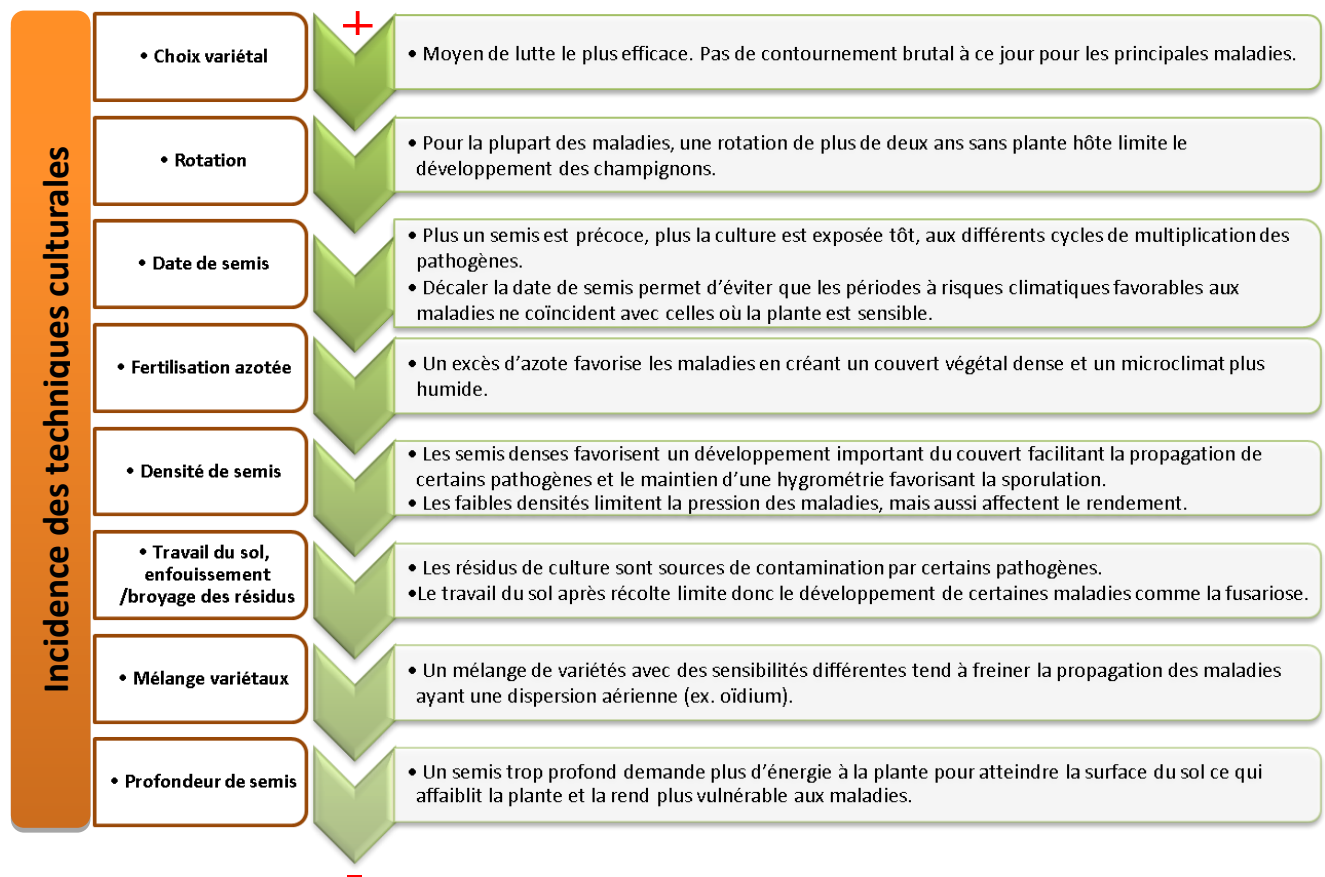 Incidence des techniques culturales
+
• Choix variétal
• Moyen de lutte le plus efficace. Pas de contournement brutal à ce jour pour les principales maladies.
• Rotation
• Pour la plupart des maladies, une rotation de plus de deux ans sans plante hôte limite le
développement des champignons.
• Date de semis
• Plus un semis est précoce, plus la culture est exposée tôt, aux différents cycles de multiplication des
pathogènes.
• Décaler la date de semis permet d'éviter que les périodes à risques climatiques favorables aux
maladies ne coïncident avec celles où la plante est sensible.
• Fertilisation azotée
• Un excès d'azote favorise les maladies en créant un couvert végétal dense et un microclimat plus
humide.
• Densité de semis
• Les semis denses favorisent un développement important du couvert facilitant la propagation de
certains pathogènes et le maintien d'une hygrométrie favorisant la sporulation.
• Les faibles densités limitent la pression des maladies, mais aussi affectent le rendement.
• Travail du sol,
enfouissement
/broyage des résidus
• Les résidus de culture sont sources de contamination par certains pathogènes.
•Le travail du sol après récolte limite donc le développement de certaines maladies comme la fusariose.
• Mélange variétaux
• Un mélange de variétés avec des sensibilités différentes tend à freiner la propagation des maladies
ayant une dispersion aérienne (ex. oïdium).
• Profondeur de semis
• Un semis trop profond demande plus d'énergie à la plante pour atteindre la surface du sol ce qui
affaiblit la plante et la rend plus vulnérable aux maladies.
–